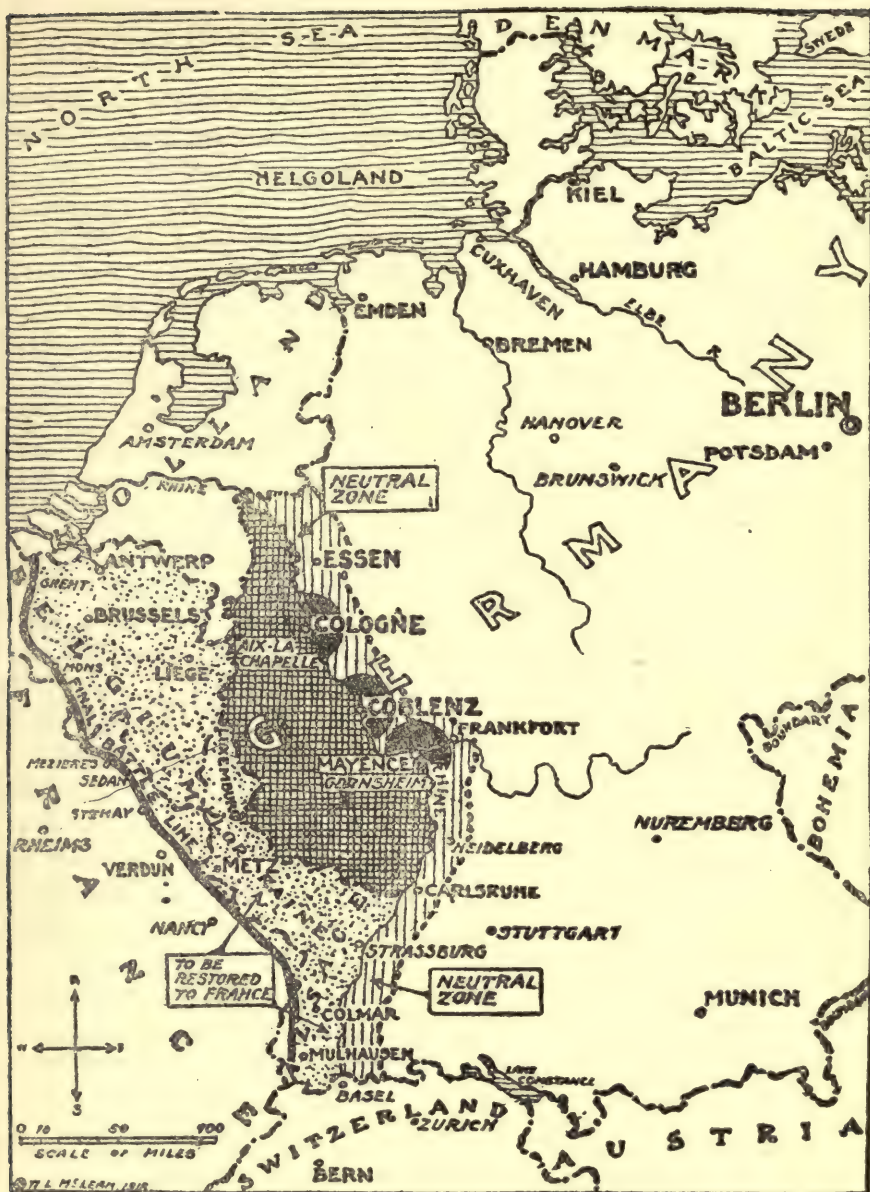 NORTH SEA
DENMARK
SWEDE
BALTIC SEA
HELGOLAND
KIEL
CUXHAVEN
HAMBURG
ELBE R
EMDEN
BREMEN
HOLLAND
GERMANY
BERLIN
HANOVER
POTSDAM
AMSTERDAM
BRUNSWICK
RHINE
NEUTRAL
ZONE
ANTWERP
ESSEN
GHENT
BRUSSELS
COLOGNE
BELGIUM
AIX-LA
CHAPELLE
LIEGE
MONS
COBLENZ
FRANKFORT
FINAL BATTLE LINE
LUXEMBURG
MAYENCE
BOUNDARY
BOHEMIA
MEZIERES
SEDAN
STENAY
RHINE
RHEIMS
NUREMBERG
HEIDELBERG
VERDUN
METZ
LORRAINE
CARLSRUHE
NANCY
STUTTGART
STRASSBURG
TO BE
RESTORED
TO FRANCE
NEUTRAL
ZONE
ALSACE
FRANCE
COLMAR
MUNICH
MULHAUSEN
LAKE
CONSTANCE
BASEL
SWITZERLAND
ZURICH
AUSTRIA
BERN
N
W
S
0 10 50 100
SCALE OF MILES